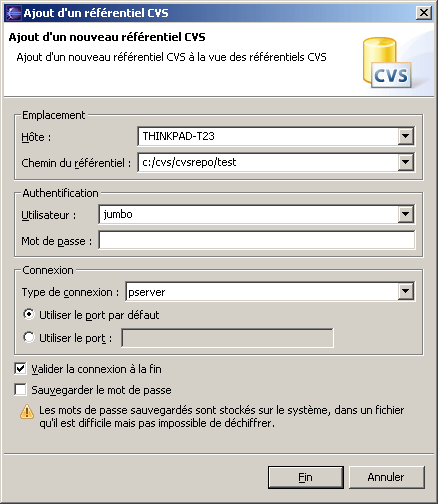 Ajout d'un référentiel CVS
Ajout d'un nouveau référentiel CVS
Ajout d'un nouveau référentiel CVS à la vue des référentiels CVS
CVS
Emplacement
Hôte : THINKPAD-T23
Chemin du référentiel : c:/cvs/cvsrepo/test
Authentification
Utilisateur : jumbo
Mot de passe :
Connexion
Type de connexion : pserver
Utiliser le port par défaut
Utiliser le port :
Valider la connexion à la fin
Sauvegarder le mot de passe
Les mots de passe sauvegardés sont stockés sur le système, dans un fichier
qu'il est difficile mais pas impossible de déchiffrer.
Fin Annuler